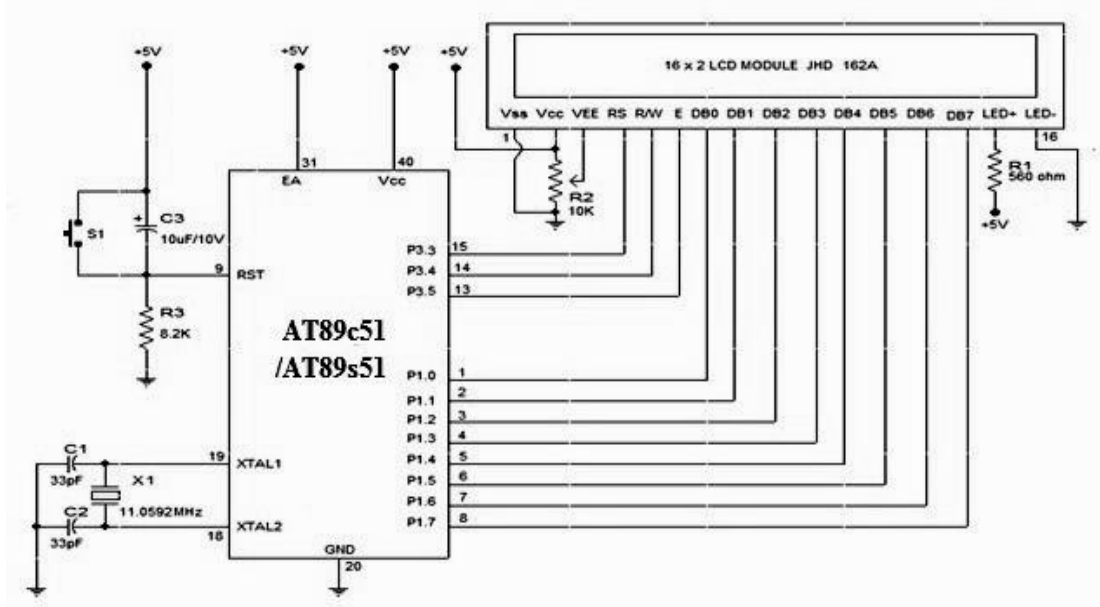 +5V
+5V
+5V
+5V
16 x 2 LCD MODULE JHD 162A
Vss Vcc VEE RS R/W E DB0 DB1 DB2 DB3 DB4 DB5 DB6 DB7 LED+ LED-
1
16
R1
560 ohm
+5V
R2
10K
31
40
EA
Vcc
S1
+
C3
10uF/10V
9
RST
R3
8.2K
P3.3 15
P3.4 14
P3.5 13
AT89c51
/AT89s51
P1.0 1
P1.1 2
P1.2 3
P1.3 4
P1.4 5
P1.5 6
P1.6 7
P1.7 8
C1
33pF
X1
11.0592MHz
C2
33pF
19
XTAL1
18
XTAL2
GND
20